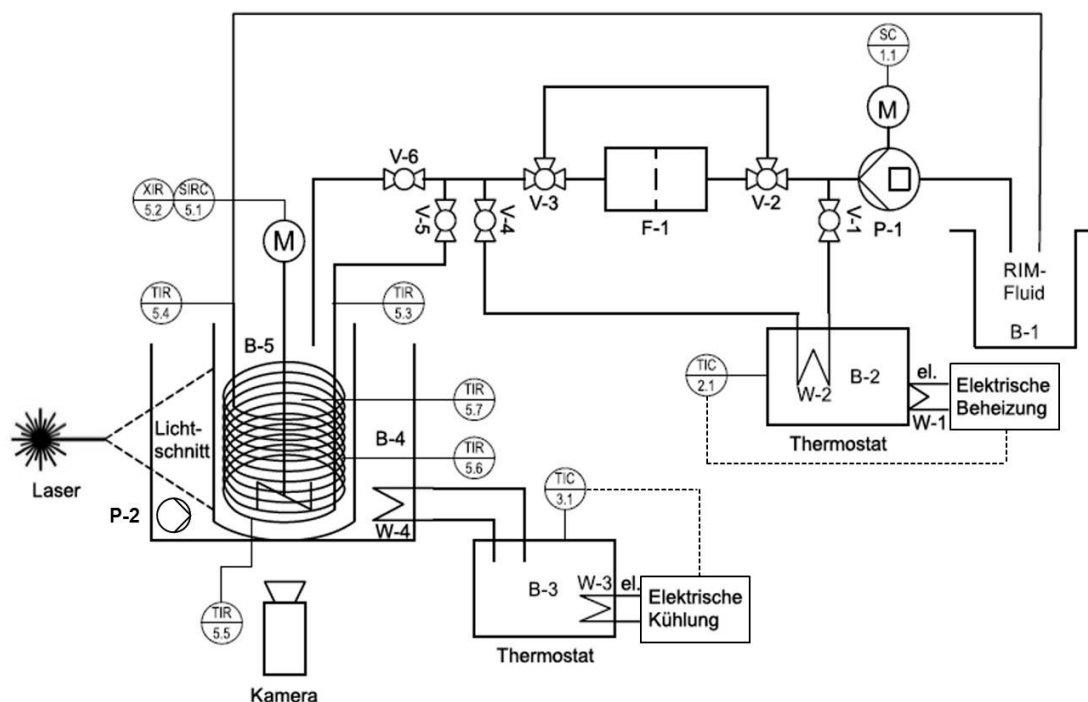 SC
1.1
M
V-6
V-3
V-2
F-1
P-1
V-5
V-4
V-1
XIR
5.2
SIRC
5.1
M
RIM-
Fluid
B-1
TIR
5.4
TIR
5.3
B-5
TIC
2.1
B-2
W-2
el.
W-1
Elektrische
Beheizung
Thermostat
Licht-
schnitt
TIR
5.7
B-4
TIR
5.6
Laser
P-2
W-4
TIC
3.1
B-3
W-3
el.
Elektrische
Kühlung
Thermostat
TIR
5.5
Kamera